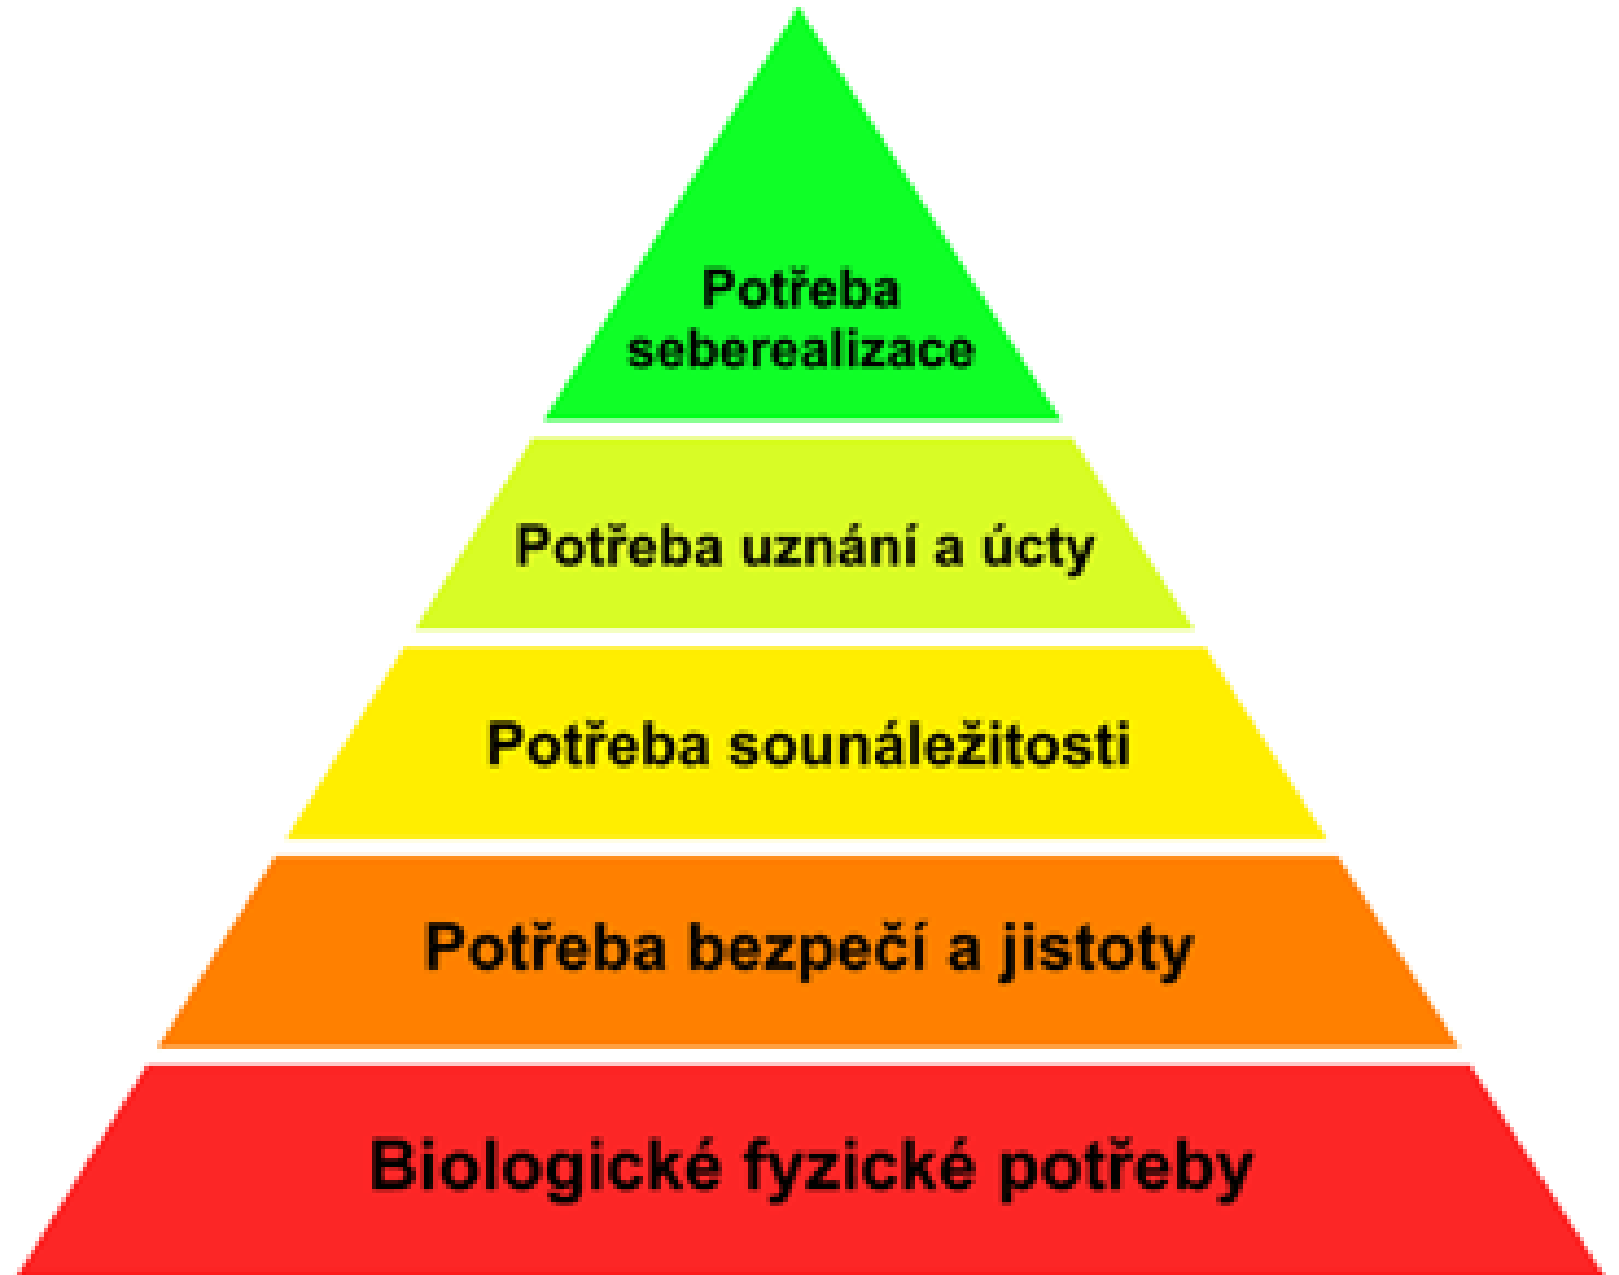 Potřeba
seberealizace
Potřeba uznání a úcty
Potřeba sounáležitosti
Potřeba bezpečí a jistoty
Biologické fyzické potřeby